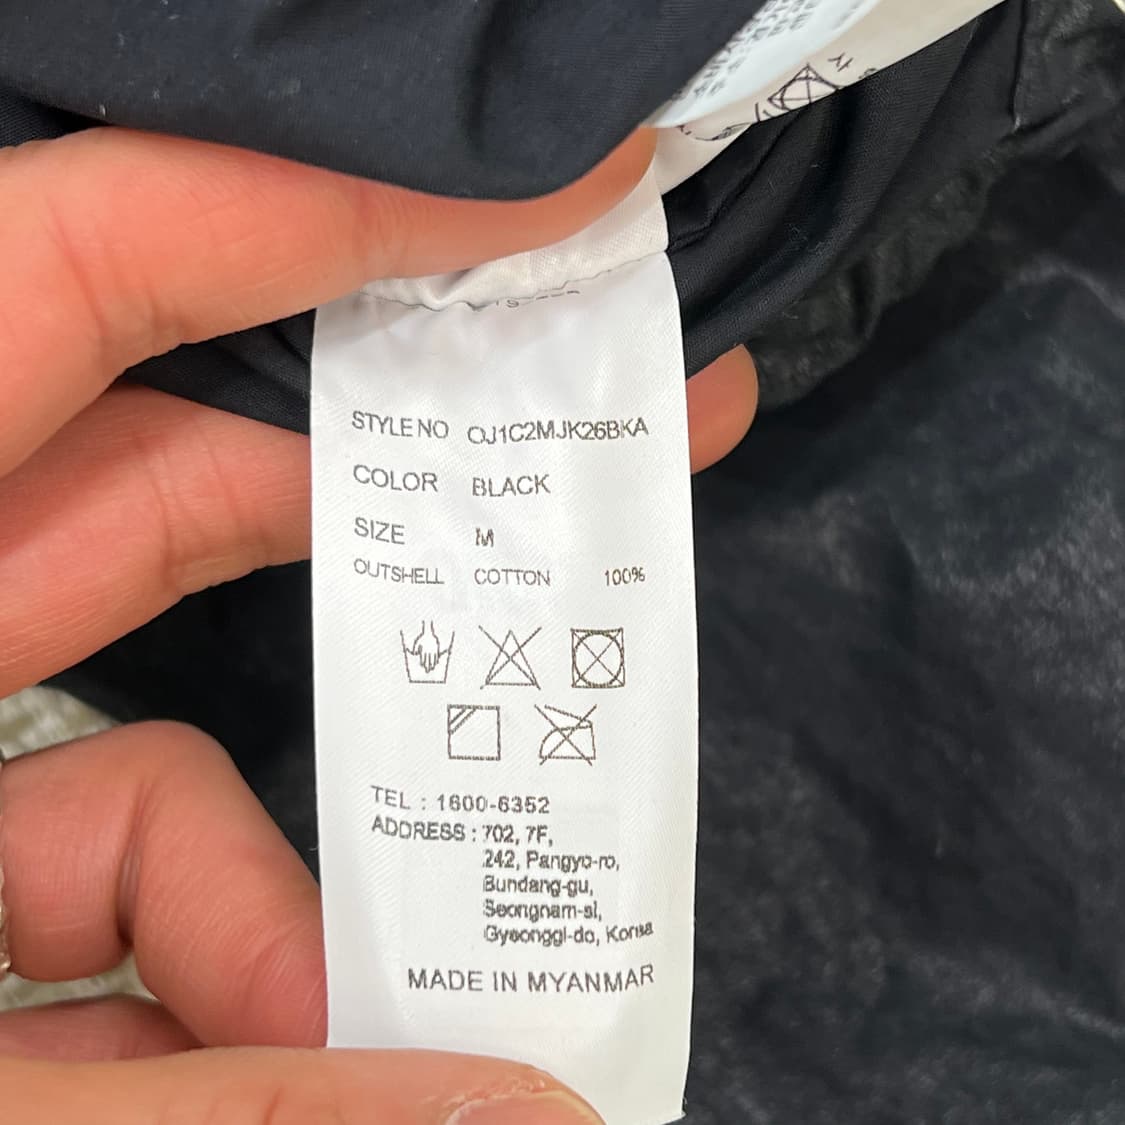 STYLE NO OJ1C2MJK26BKA
COLOR BLACK
SIZE M
OUTSHELL COTTON 100%
TEL : 1600-6352
ADDRESS : 702, 7F,
242, Pangyo-ro,
Bundang-gu,
Seongnam-si,
Gyeonggi-do, Korea
MADE IN MYANMAR